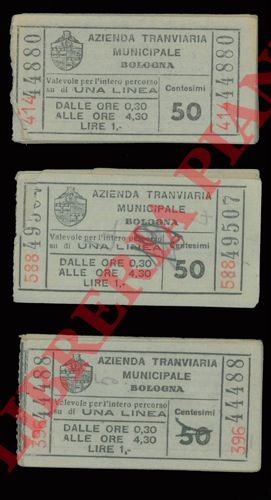 414 44880
AZIENDA TRANVIARIA
MUNICIPALE
BOLOGNA
Valevole per l'intero percorso
su di UNA LINEA
Centesimi
50
DALLE ORE 0,30
ALLE ORE 4,30
LIRE 1,-
414 44880
588 49507
AZIENDA TRANVIARIA
MUNICIPALE
BOLOGNA
Valevole per l'intero percorso
su di UNA LINEA
Centesimi
50
DALLE ORE 0,30
ALLE ORE 4,30
LIRE 1,-
588 49507
396 44488
AZIENDA TRANVIARIA
MUNICIPALE
BOLOGNA
Valevole per l'intero percorso
su di UNA LINEA
Centesimi
50
DALLE ORE 0,30
ALLE ORE 4,30
LIRE 1,-
396 44488